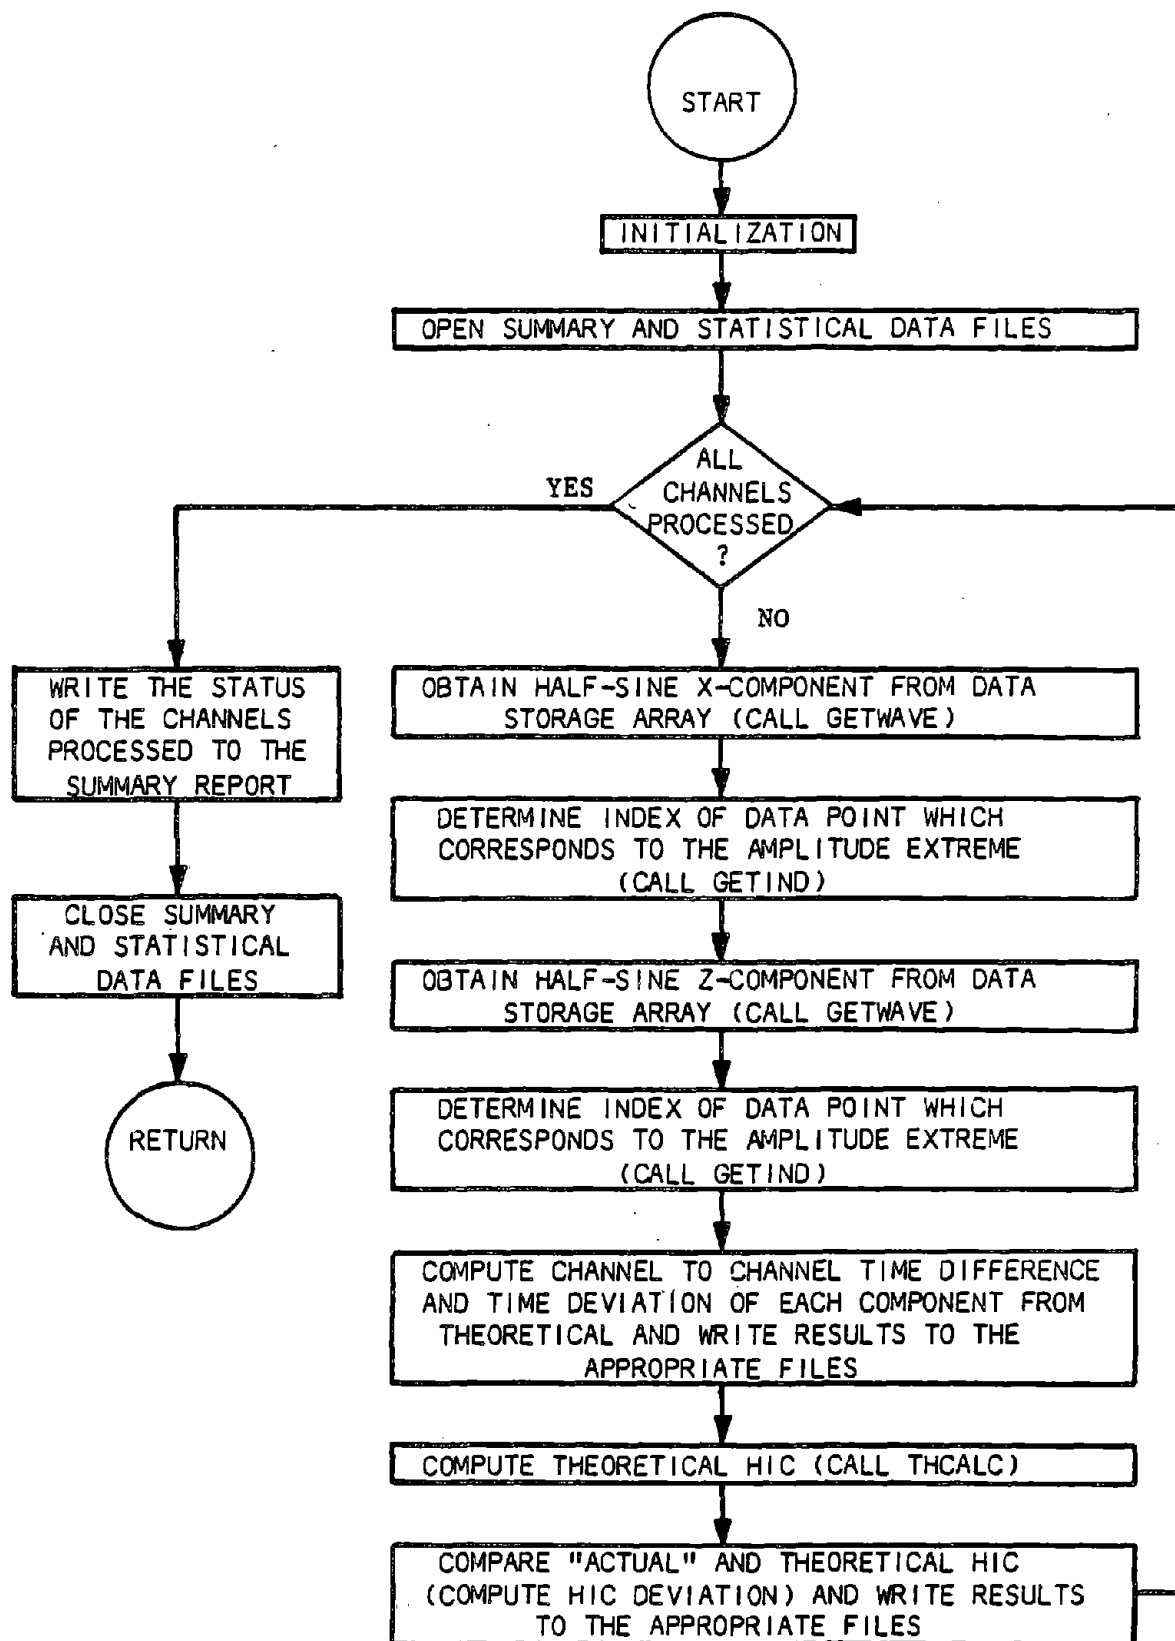 START
INITIALIZATION
OPEN SUMMARY AND STATISTICAL DATA FILES
ALL
CHANNELS
PROCESSED
?
YES
NO
WRITE THE STATUS
OF THE CHANNELS
PROCESSED TO THE
SUMMARY REPORT
CLOSE SUMMARY
AND STATISTICAL
DATA FILES
RETURN
OBTAIN HALF-SINE X-COMPONENT FROM DATA
STORAGE ARRAY (CALL GETWAVE)
DETERMINE INDEX OF DATA POINT WHICH
CORRESPONDS TO THE AMPLITUDE EXTREME
(CALL GETIND)
OBTAIN HALF-SINE Z-COMPONENT FROM DATA
STORAGE ARRAY (CALL GETWAVE)
DETERMINE INDEX OF DATA POINT WHICH
CORRESPONDS TO THE AMPLITUDE EXTREME
(CALL GETIND)
COMPUTE CHANNEL TO CHANNEL TIME DIFFERENCE
AND TIME DEVIATION OF EACH COMPONENT FROM
THEORETICAL AND WRITE RESULTS TO THE
APPROPRIATE FILES
COMPUTE THEORETICAL HIC (CALL THCALC)
COMPARE "ACTUAL" AND THEORETICAL HIC
(COMPUTE HIC DEVIATION) AND WRITE RESULTS
TO THE APPROPRIATE FILES